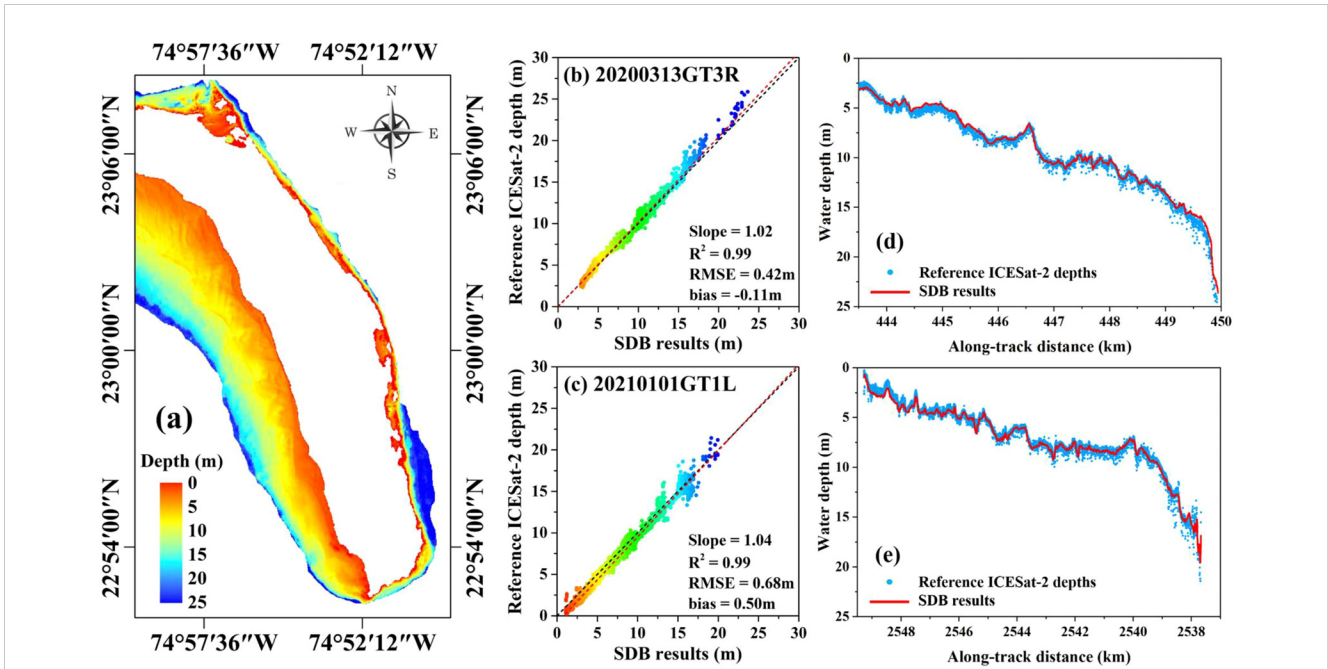 74°57′36″W 74°52′12″W
N
W E
S
23°06′00″N
23°00′00″N
22°54′00″N
23°06′00″N
23°00′00″N
22°54′00″N
(a)
Depth (m)
0
5
10
15
20
25
74°57′36″W 74°52′12″W
(b) 20200313GT3R
Reference ICESat-2 depth (m)
30
25
20
15
10
5
0
Slope = 1.02
R² = 0.99
RMSE = 0.42m
bias = -0.11m
0 5 10 15 20 25 30
SDB results (m)
(c) 20210101GT1L
Reference ICESat-2 depth (m)
30
25
20
15
10
5
0
Slope = 1.04
R² = 0.99
RMSE = 0.68m
bias = 0.50m
0 5 10 15 20 25 30
SDB results (m)
Water depth (m)
0
5
10
15
20
25
(d)
Reference ICESat-2 depths
SDB results
444 445 446 447 448 449 450
Along-track distance (km)
Water depth (m)
0
5
10
15
20
25
(e)
Reference ICESat-2 depths
SDB results
2548 2546 2544 2542 2540 2538
Along-track distance (km)